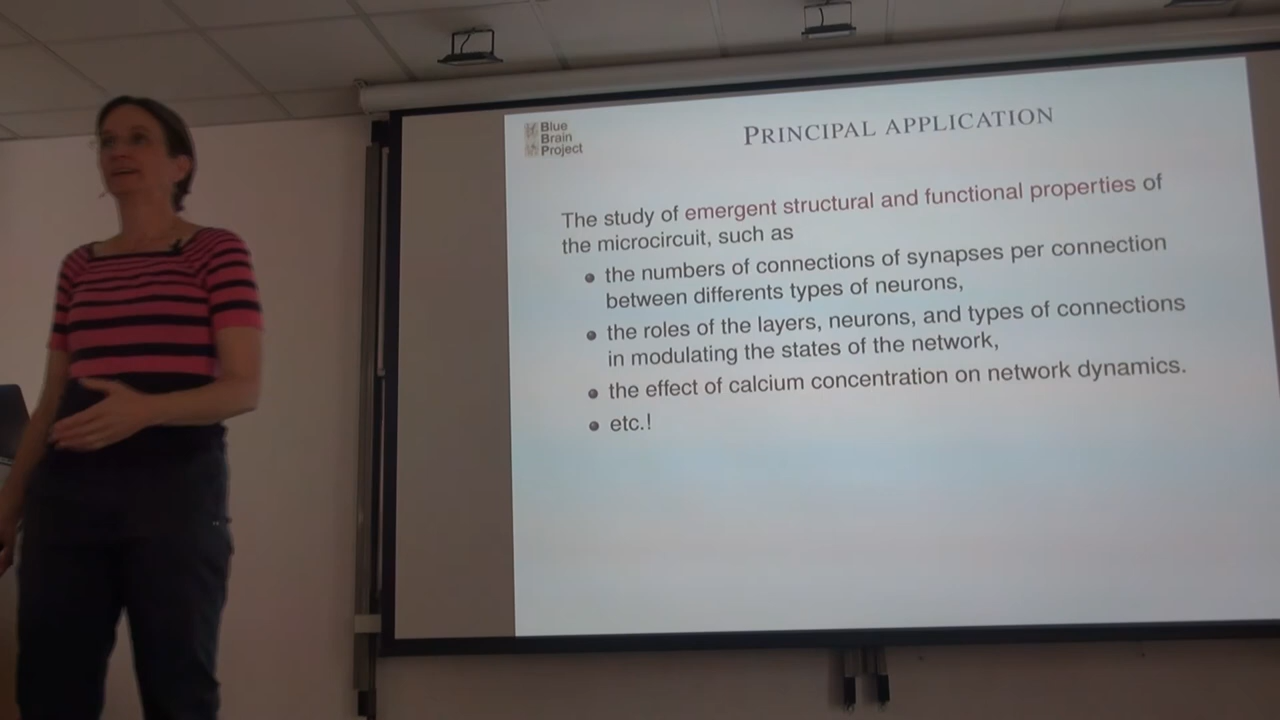 Blue
Brain
Project
PRINCIPAL APPLICATION
The study of emergent structural and functional properties of
the microcircuit, such as
the numbers of connections of synapses per connection
between differents types of neurons,
the roles of the layers, neurons, and types of connections
in modulating the states of the network,
the effect of calcium concentration on network dynamics.
etc.!